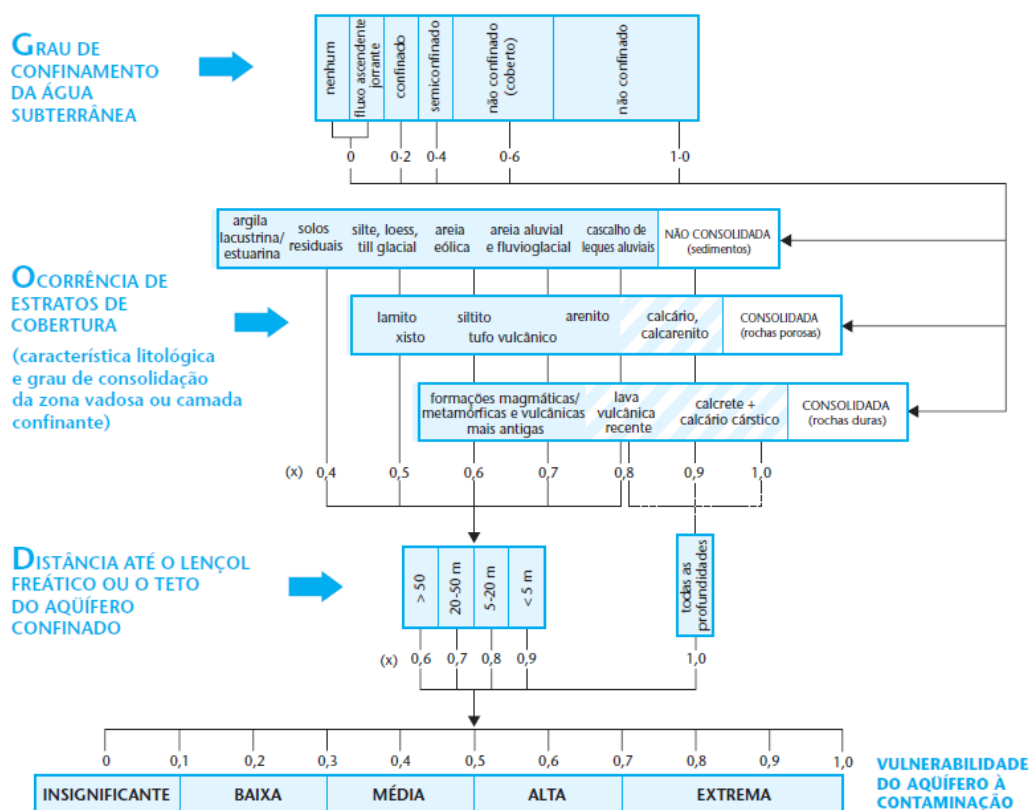 GRAU DE
CONFINAMENTO
DA ÁGUA
SUBTERRÂNEA
nenhum
fluxo ascendente
jorrante
confinado
semiconfinado
não confinado
(coberto)
não confinado
0 0-2 0-4 0-6 1-0
OCORRÊNCIA DE
ESTRATOS DE
COBERTURA
(característica litológica
e grau de consolidação
da zona vadosa ou camada
confinante)
argila
lacustrina/
estuarina
solos
residuais
silte, loess,
till glacial
areia
eólica
areia aluvial
e fluvioglacial
cascalho de
leques aluviais
NÃO CONSOLIDADA
(sedimentos)
lamito
xisto
siltito
tufo vulcânico
arenito
calcário,
calcarenito
CONSOLIDADA
(rochas porosas)
formações magmáticas/
metamórficas e vulcânicas
mais antigas
lava
vulcânica
recente
calcrete +
calcário cárstico
CONSOLIDADA
(rochas duras)
(x) 0,4 0,5 0,6 0,7 0,8 0,9 1,0
DISTÂNCIA ATÉ O LENÇOL
FREÁTICO OU O TETO
DO AQÜÍFERO
CONFINADO
> 50
20-50 m
5-20 m
< 5 m
todas as
profundidades
(x) 0,6 0,7 0,8 0,9 1,0
0 0,1 0,2 0,3 0,4 0,5 0,6 0,7 0,8 0,9 1,0
INSIGNIFICANTE BAIXA MÉDIA ALTA EXTREMA
VULNERABILIDADE
DO AQÜÍFERO À
CONTAMINAÇÃO